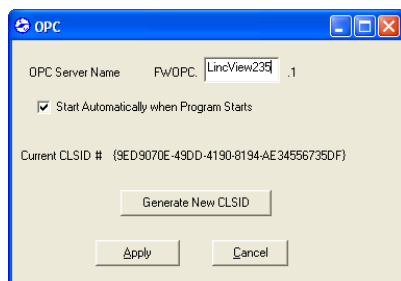 OPC
OPC Server Name FWOPC. LincView235 .1
Start Automatically when Program Starts
Current CLSID # {9ED9070E-49DD-4190-8194-AE34556735DF}
Generate New CLSID
Apply Cancel